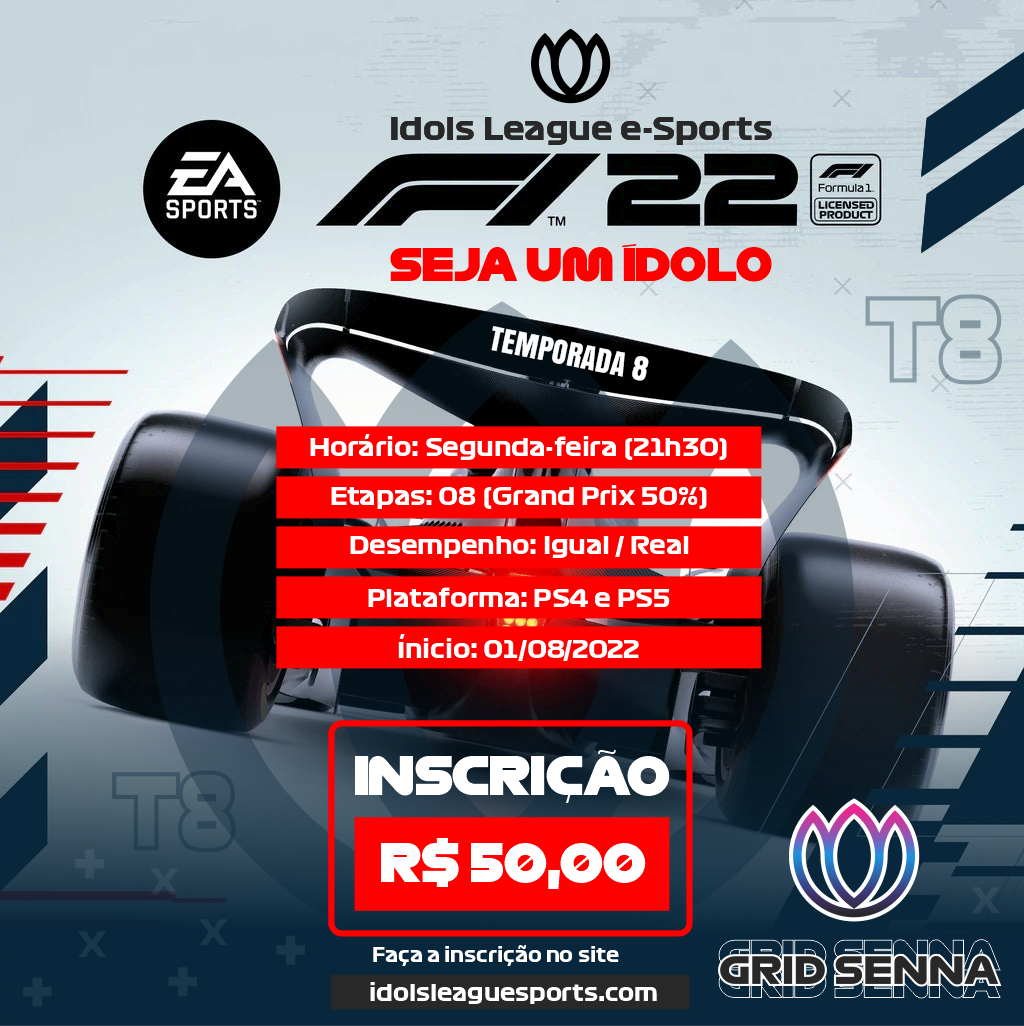 Idols League e-Sports
EA
SPORTS™
F1™ 22
F1
Formula 1.
LICENSED
PRODUCT
SEJA UM ÍDOLO
T8
TEMPORADA 8
Horário: Segunda-feira (21h30)
Etapas: 08 (Grand Prix 50%)
Desempenho: Igual / Real
Plataforma: PS4 e PS5
ínicio: 01/08/2022
INSCRIÇÃO
T8
R$ 50,00
Faça a inscrição no site
idolsleaguesports.com
GRID SENNA